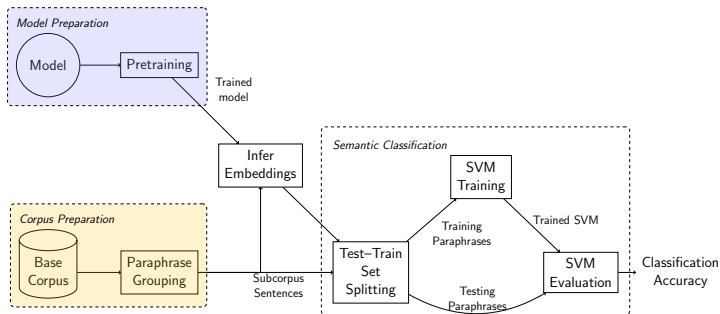 Model Preparation
Model
Pretraining
Trained
model
Infer
Embeddings
Semantic Classification
SVM
Training
Corpus Preparation
Base
Corpus
Paraphrase
Grouping
Subcorpus
Sentences
Test–Train
Set
Splitting
Training
Paraphrases
Trained SVM
Testing
Paraphrases
SVM
Evaluation
Classification
Accuracy